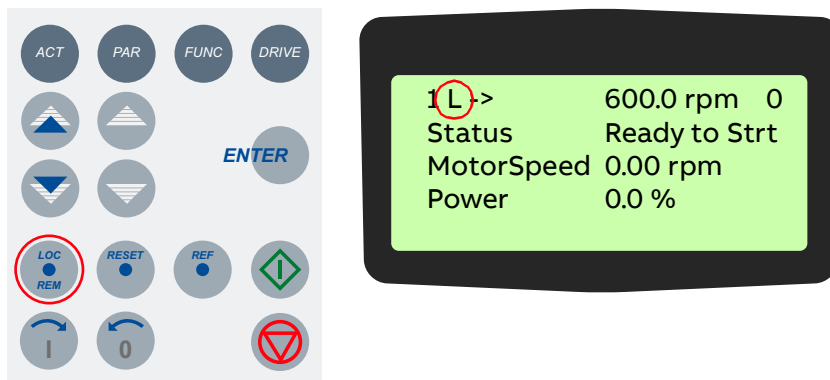 ACT PAR FUNC DRIVE
ENTER
LOC RESET REF
REM
I 0
1 L -> 600.0 rpm 0
Status Ready to Strt
MotorSpeed 0.00 rpm
Power 0.0 %